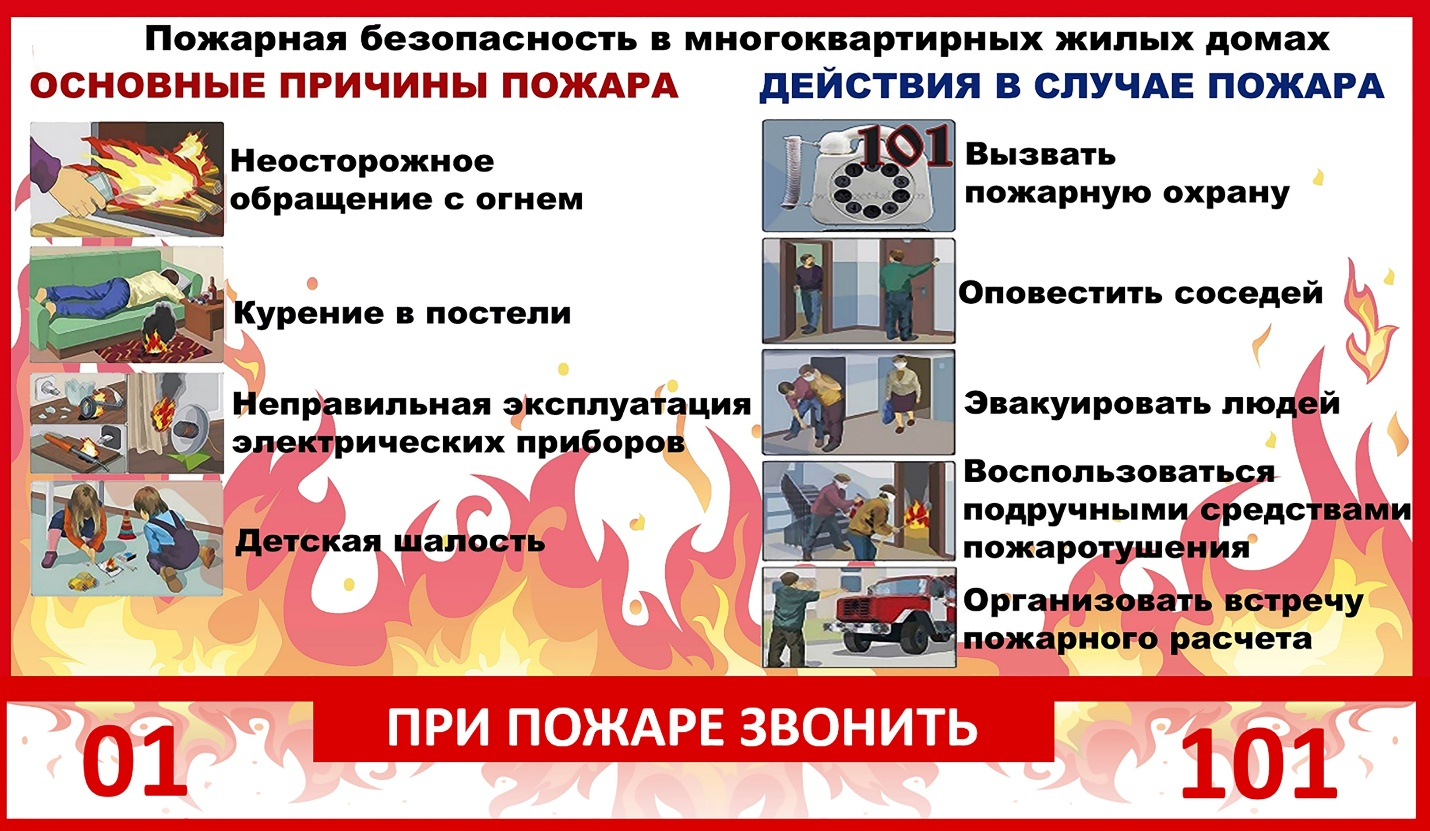 Пожарная безопасность в многоквартирных жилых домах
ОСНОВНЫЕ ПРИЧИНЫ ПОЖАРА
Неосторожное
обращение с огнем
Курение в постели
Неправильная эксплуатация
электрических приборов
Детская шалость
ДЕЙСТВИЯ В СЛУЧАЕ ПОЖАРА
101
Вызвать
пожарную охрану
Оповестить соседей
Эвакуировать людей
Воспользоваться
подручными средствами
пожаротушения
Организовать встречу
пожарного расчета
ПРИ ПОЖАРЕ ЗВОНИТЬ
01
101